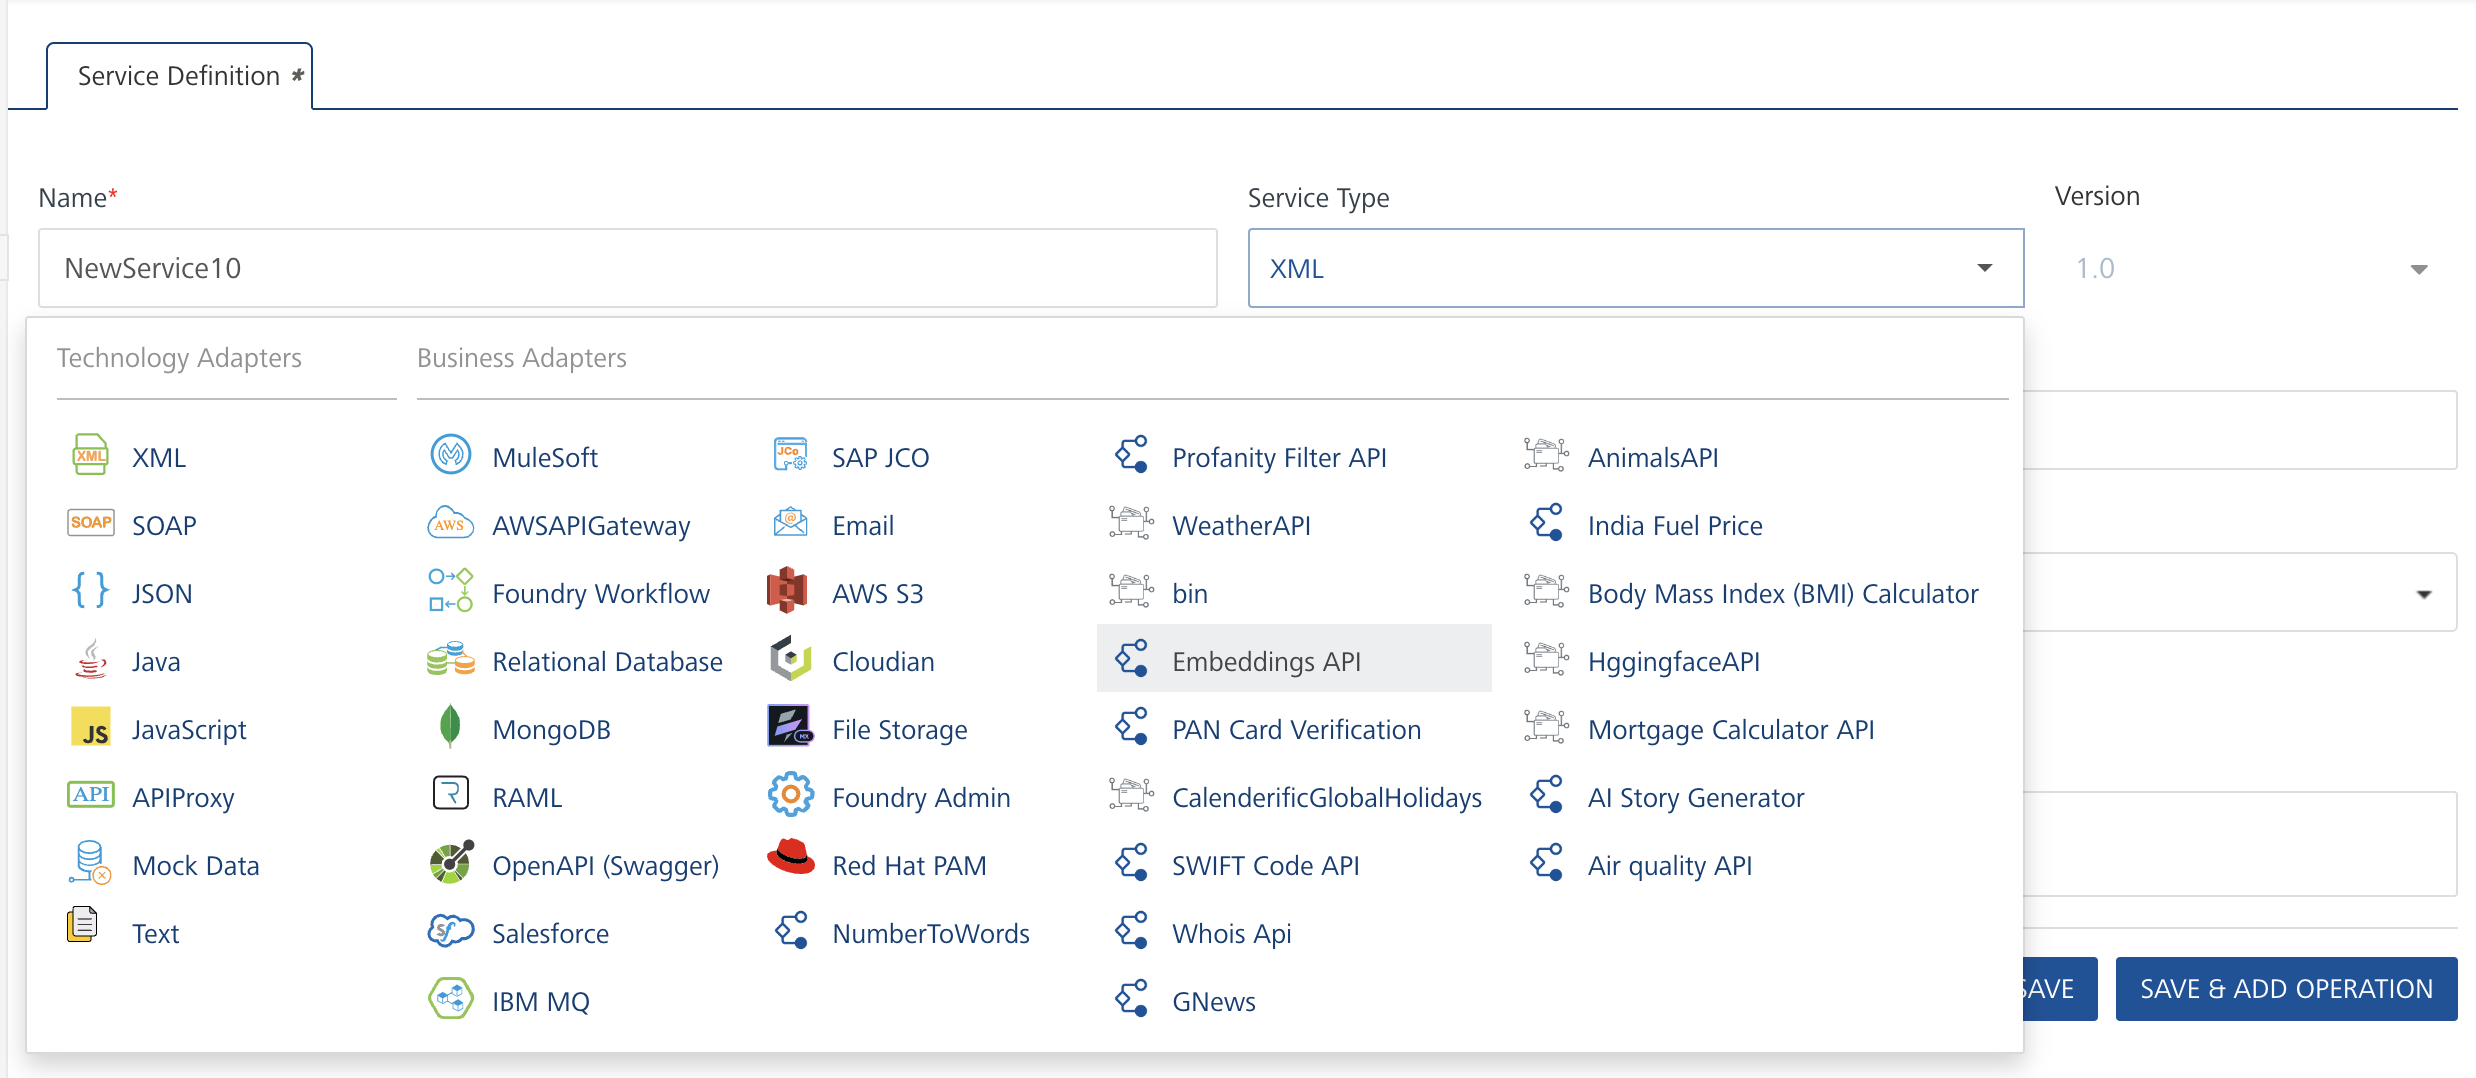 Service Definition *
Name*
Service Type
Version
NewService10
XML
1.0
Technology Adapters
Business Adapters
XML
SOAP
JSON
Java
JavaScript
APIProxy
Mock Data
Text
MuleSoft
AWSAPIGateway
Foundry Workflow
Relational Database
MongoDB
RAML
OpenAPI (Swagger)
Salesforce
IBM MQ
SAP JCO
Email
AWS S3
Cloudian
File Storage
Foundry Admin
Red Hat PAM
NumberToWords
Profanity Filter API
WeatherAPI
bin
Embeddings API
PAN Card Verification
CalenderificGlobalHolidays
SWIFT Code API
Whois Api
GNews
AnimalsAPI
India Fuel Price
Body Mass Index (BMI) Calculator
HggingfaceAPI
Mortgage Calculator API
AI Story Generator
Air quality API
SAVE
SAVE & ADD OPERATION